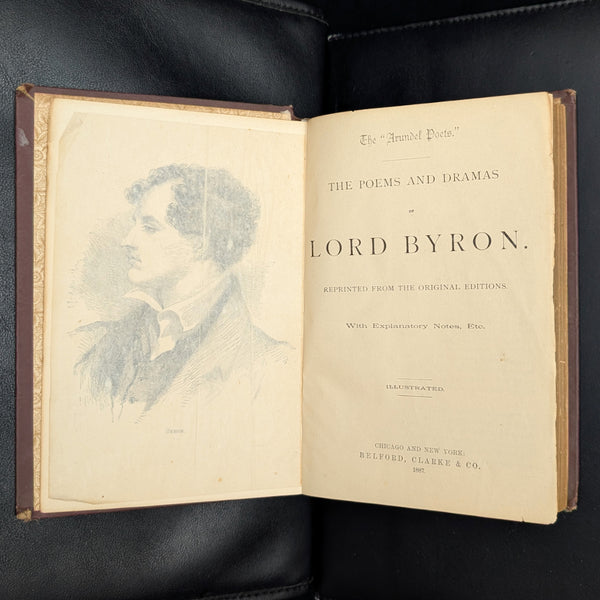 BYRON.
The "Arundel Poets."
THE POEMS AND DRAMAS
OF
LORD BYRON.
REPRINTED FROM THE ORIGINAL EDITIONS.
With Explanatory Notes, Etc.
ILLUSTRATED.
CHICAGO AND NEW YORK:
BELFORD, CLARKE & CO.
1887.